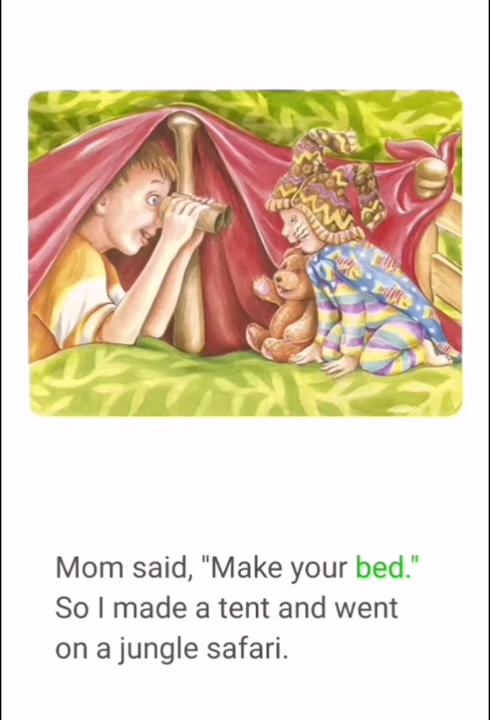 Mom said, "Make your bed."
So I made a tent and went
on a jungle safari.